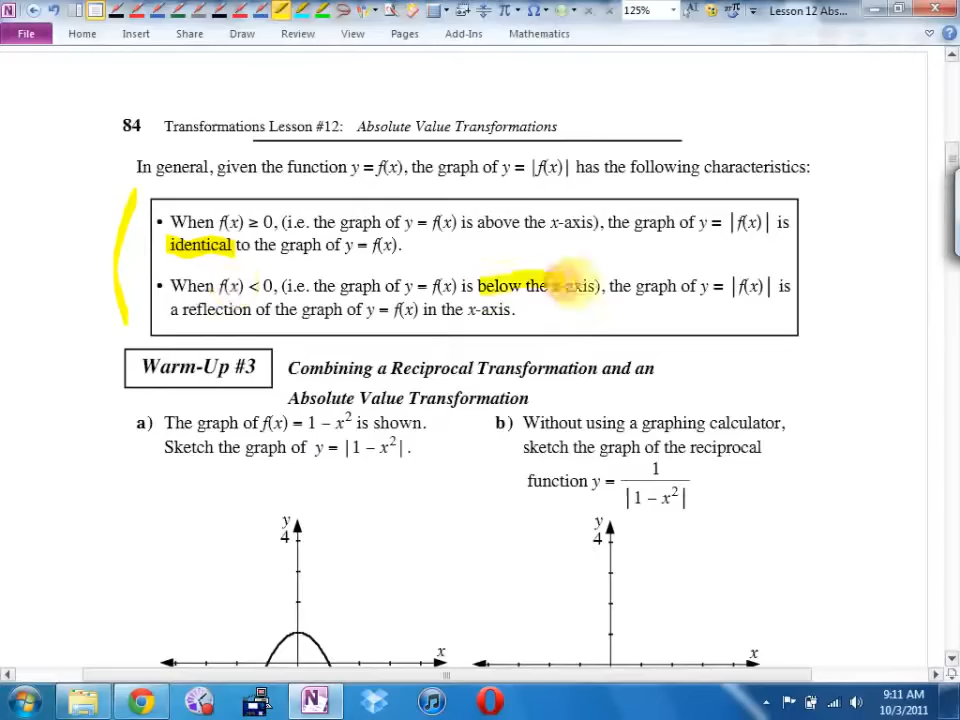 125%
Lesson 12 Abs...
File Home Insert Share Draw Review View Pages Add-Ins Mathematics
84 Transformations Lesson #12: Absolute Value Transformations
In general, given the function y = f(x), the graph of y = |f(x)| has the following characteristics:
• When f(x) ≥ 0, (i.e. the graph of y = f(x) is above the x-axis), the graph of y = |f(x)| is
identical to the graph of y = f(x).
• When f(x) < 0, (i.e. the graph of y = f(x) is below the x-axis), the graph of y = |f(x)| is
a reflection of the graph of y = f(x) in the x-axis.
Warm-Up #3 Combining a Reciprocal Transformation and an
Absolute Value Transformation
a) The graph of f(x) = 1 – x² is shown.
Sketch the graph of y = |1 – x²|.
b) Without using a graphing calculator,
sketch the graph of the reciprocal
function y = 1 / |1 – x²|
y
4
x
y
4
x
9:11 AM
10/3/2011